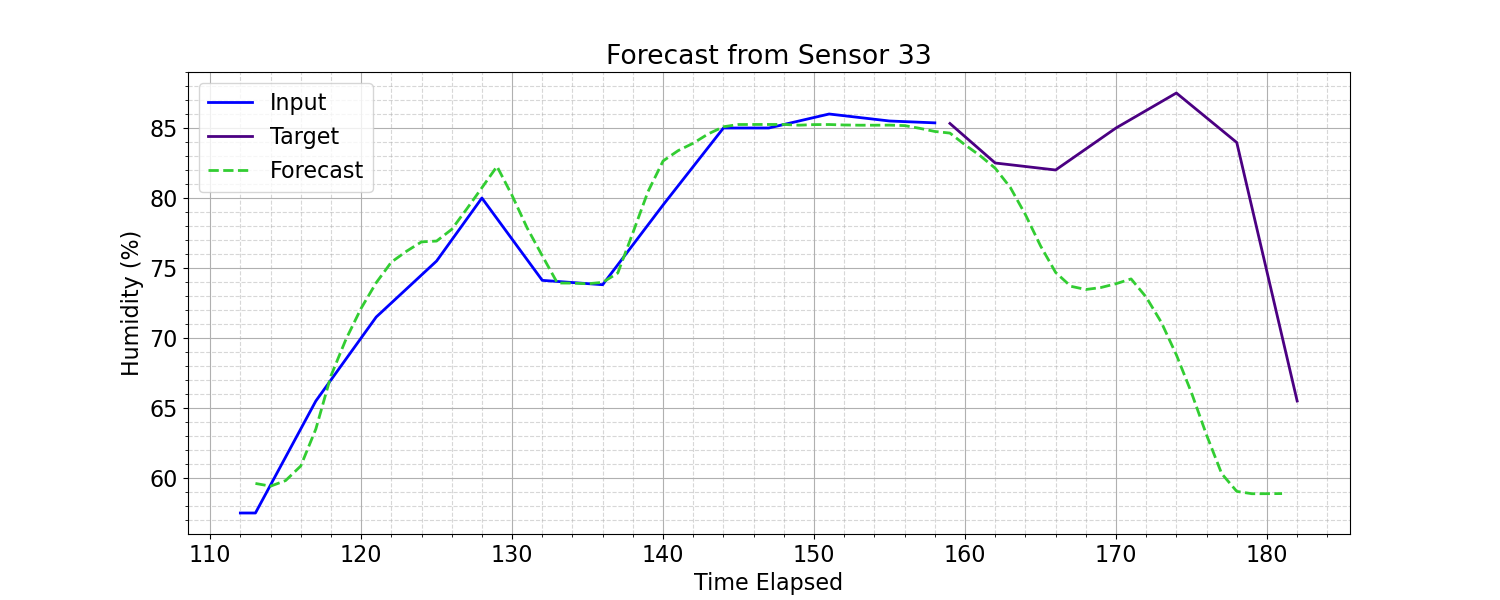 Forecast from Sensor 33
Input
Target
Forecast
Humidity (%)
85
80
75
70
65
60
110 120 130 140 150 160 170 180
Time Elapsed